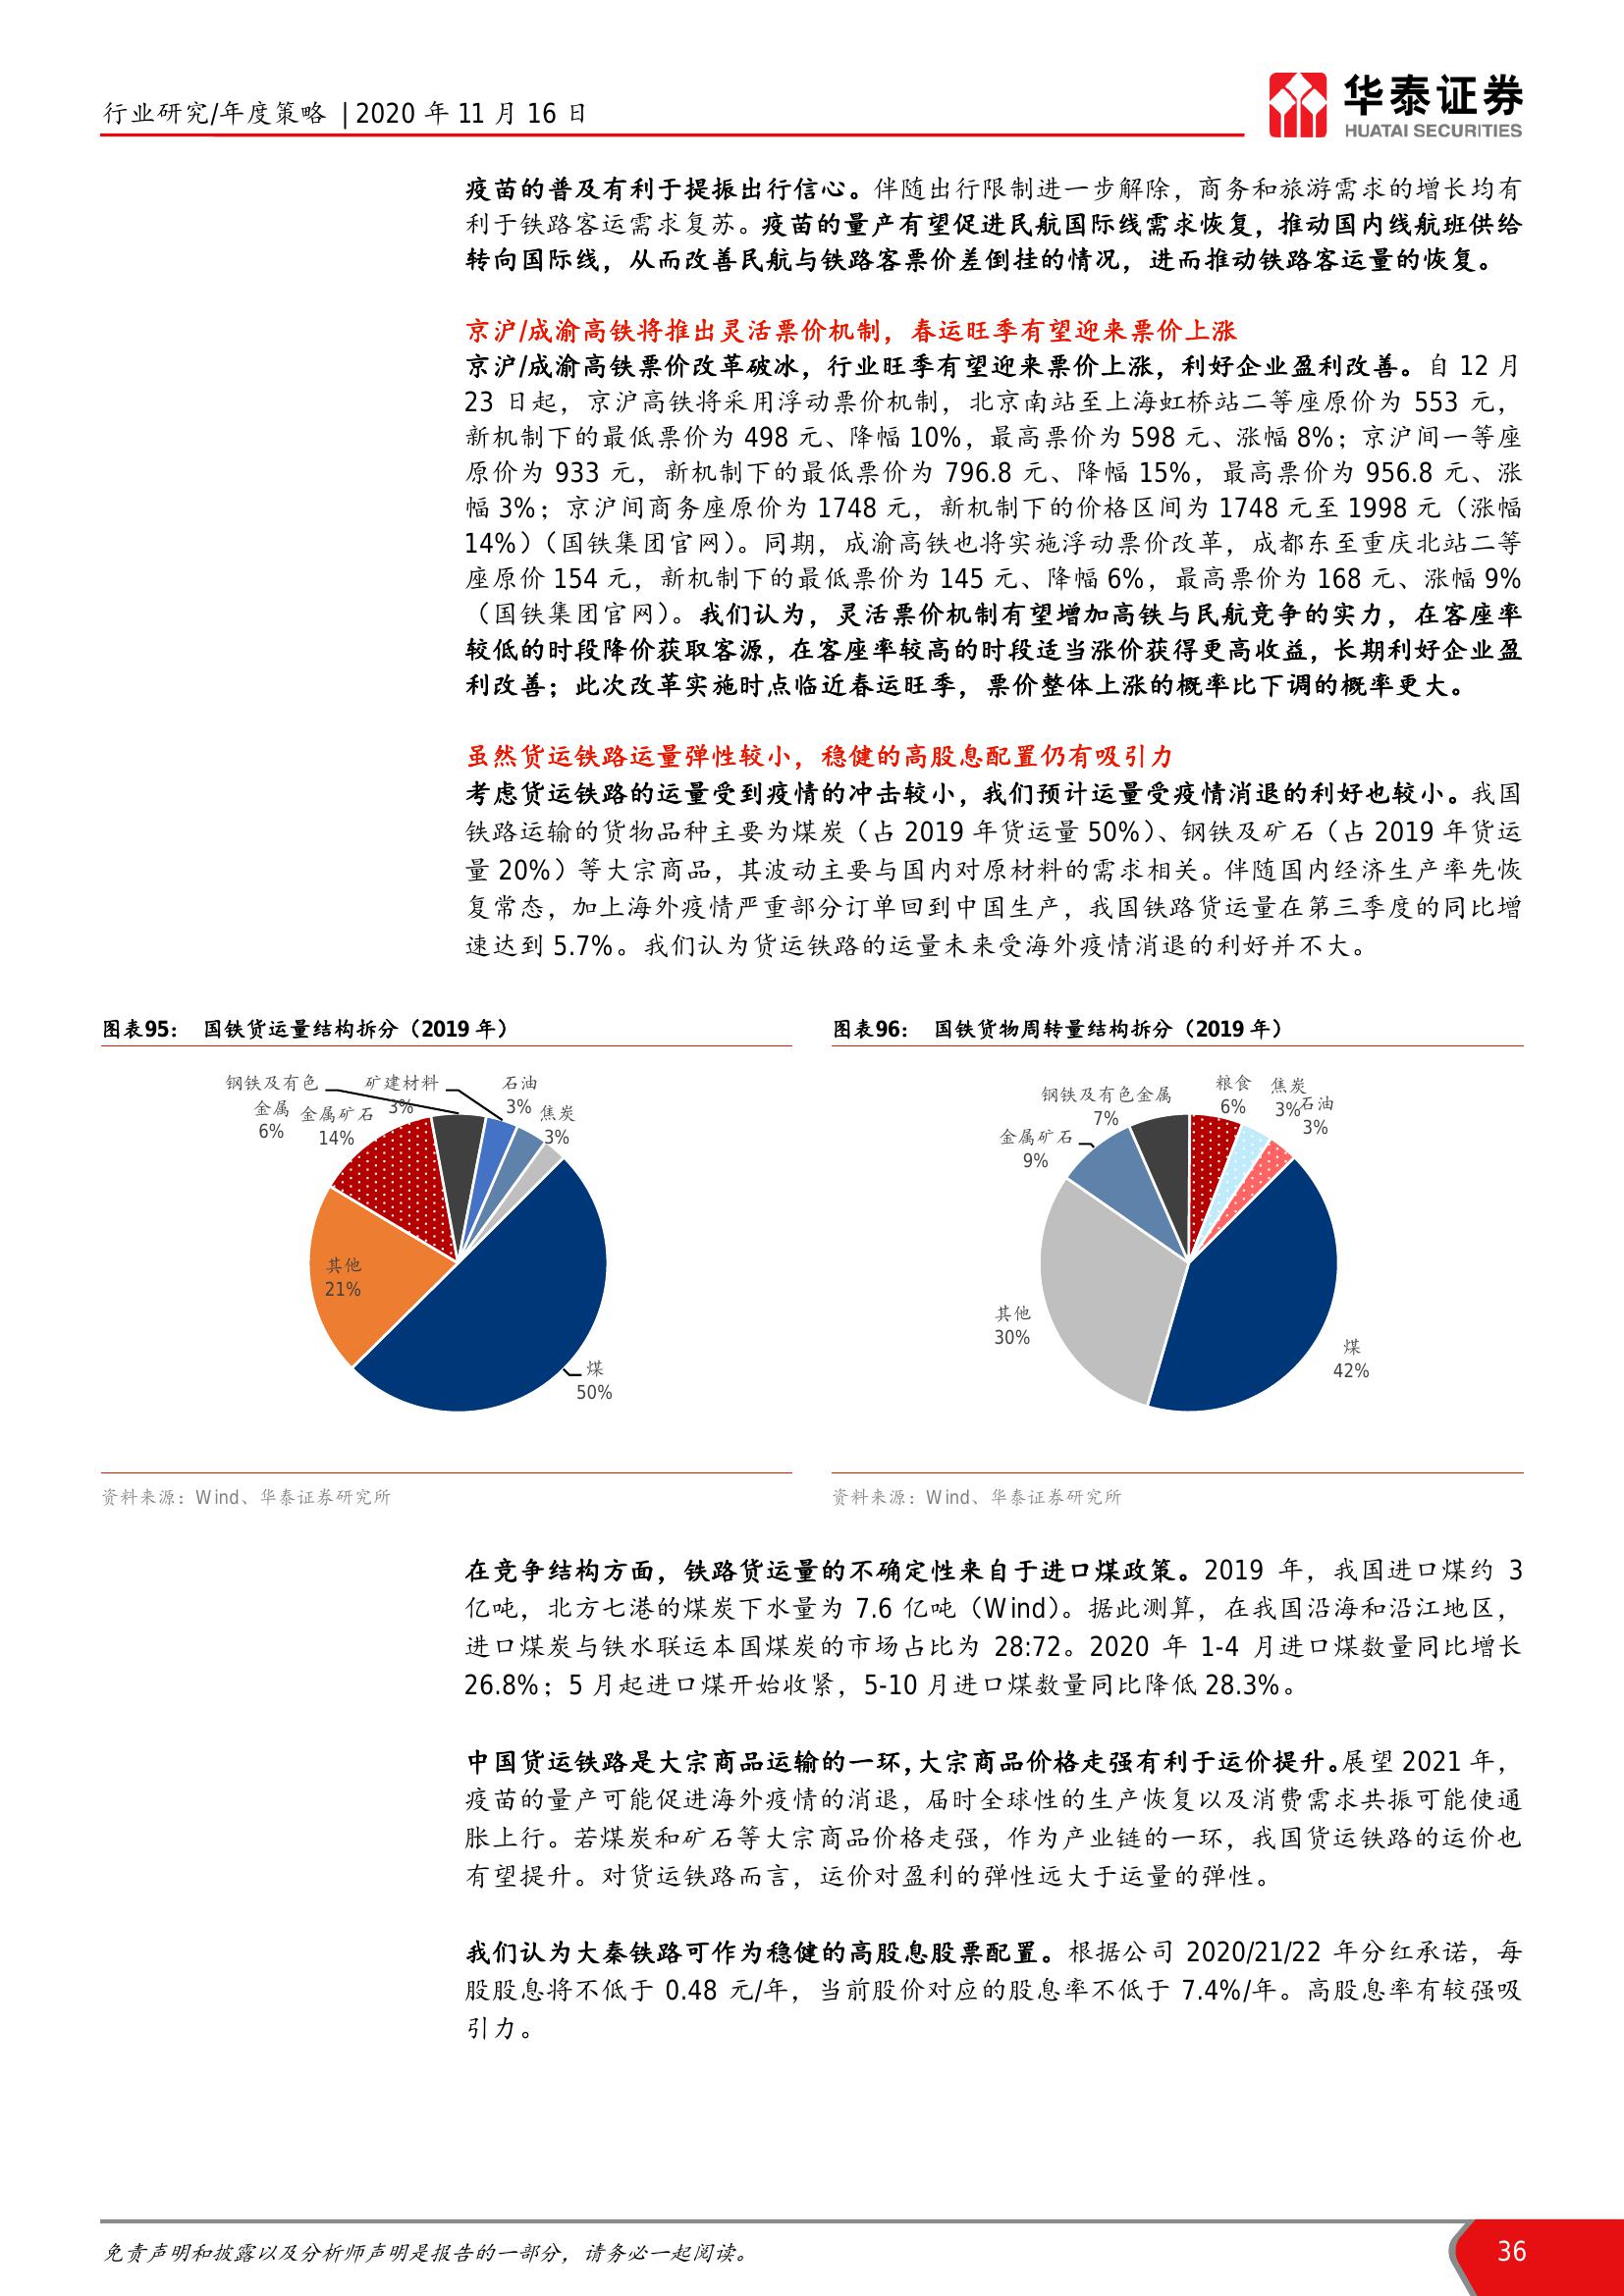 行业研究/年度策略 | 2020 年 11 月 16 日
华泰证券
HUATAI SECURITIES
疫苗的普及有利于提振出行信心。伴随出行限制进一步解除，商务和旅游需求的增长均有
利于铁路客运需求复苏。疫苗的量产有望促进民航国际线需求恢复，推动国内线航班供给
转向国际线，从而改善民航与铁路客票价差倒挂的情况，进而推动铁路客运量的恢复。
京沪/成渝高铁将推出灵活票价机制，春运旺季有望迎来票价上涨
京沪/成渝高铁票价改革破冰，行业旺季有望迎来票价上涨，利好企业盈利改善。自 12 月
23 日起，京沪高铁将采用浮动票价机制，北京南站至上海虹桥站二等座原价为 553 元，
新机制下的最低票价为 498 元、降幅 10%，最高票价为 598 元、涨幅 8%；京沪间一等座
原价为 933 元，新机制下的最低票价为 796.8 元、降幅 15%，最高票价为 956.8 元、涨
幅 3%；京沪间商务座原价为 1748 元，新机制下的价格区间为 1748 元至 1998 元（涨幅
14%）（国铁集团官网）。同期，成渝高铁也将实施浮动票价改革，成都东至重庆北站二等
座原价 154 元，新机制下的最低票价为 145 元、降幅 6%，最高票价为 168 元、涨幅 9%
（国铁集团官网）。我们认为，灵活票价机制有望增加高铁与民航竞争的实力，在客座率
较低的时段降价获取客源，在客座率较高的时段适当涨价获得更高收益，长期利好企业盈
利改善；此次改革实施时点临近春运旺季，票价整体上涨的概率比下调的概率更大。
虽然货运铁路运量弹性较小，稳健的高股息配置仍有吸引力
考虑货运铁路的运量受到疫情的冲击较小，我们预计运量受疫情消退的利好也较小。我国
铁路运输的货物品种主要为煤炭（占 2019 年货运量 50%）、钢铁及矿石（占 2019 年货运
量 20%）等大宗商品，其波动主要与国内对原材料的需求相关。伴随国内经济生产率先恢
复常态，加上海外疫情严重部分订单回到中国生产，我国铁路货运量在第三季度的同比增
速达到 5.7%。我们认为货运铁路的运量未来受海外疫情消退的利好并不大。
图表95： 国铁货运量结构拆分（2019 年）
钢铁及有色
金属
6%
金属矿石
14%
矿建材料
3%
石油
3%
焦炭
3%
其他
21%
煤
50%
资料来源：Wind、华泰证券研究所
图表96： 国铁货物周转量结构拆分（2019 年）
钢铁及有色金属
7%
金属矿石
9%
粮食
6%
焦炭
3%
石油
3%
其他
30%
煤
42%
资料来源：Wind、华泰证券研究所
在竞争结构方面，铁路货运量的不确定性来自于进口煤政策。2019 年，我国进口煤约 3
亿吨，北方七港的煤炭下水量为 7.6 亿吨（Wind）。据此测算，在我国沿海和沿江地区，
进口煤炭与铁水联运本国煤炭的市场占比为 28:72。2020 年 1-4 月进口煤数量同比增长
26.8%；5 月起进口煤开始收紧，5-10 月进口煤数量同比降低 28.3%。
中国货运铁路是大宗商品运输的一环，大宗商品价格走强有利于运价提升。展望 2021 年，
疫苗的量产可能促进海外疫情的消退，届时全球性的生产恢复以及消费需求共振可能使通
胀上行。若煤炭和矿石等大宗商品价格走强，作为产业链的一环，我国货运铁路的运价也
有望提升。对货运铁路而言，运价对盈利的弹性远大于运量的弹性。
我们认为大秦铁路可作为稳健的高股息股票配置。根据公司 2020/21/22 年分红承诺，每
股股息将不低于 0.48 元/年，当前股价对应的股息率不低于 7.4%/年。高股息率有较强吸
引力。
免责声明和披露以及分析师声明是报告的一部分，请务必一起阅读。
36